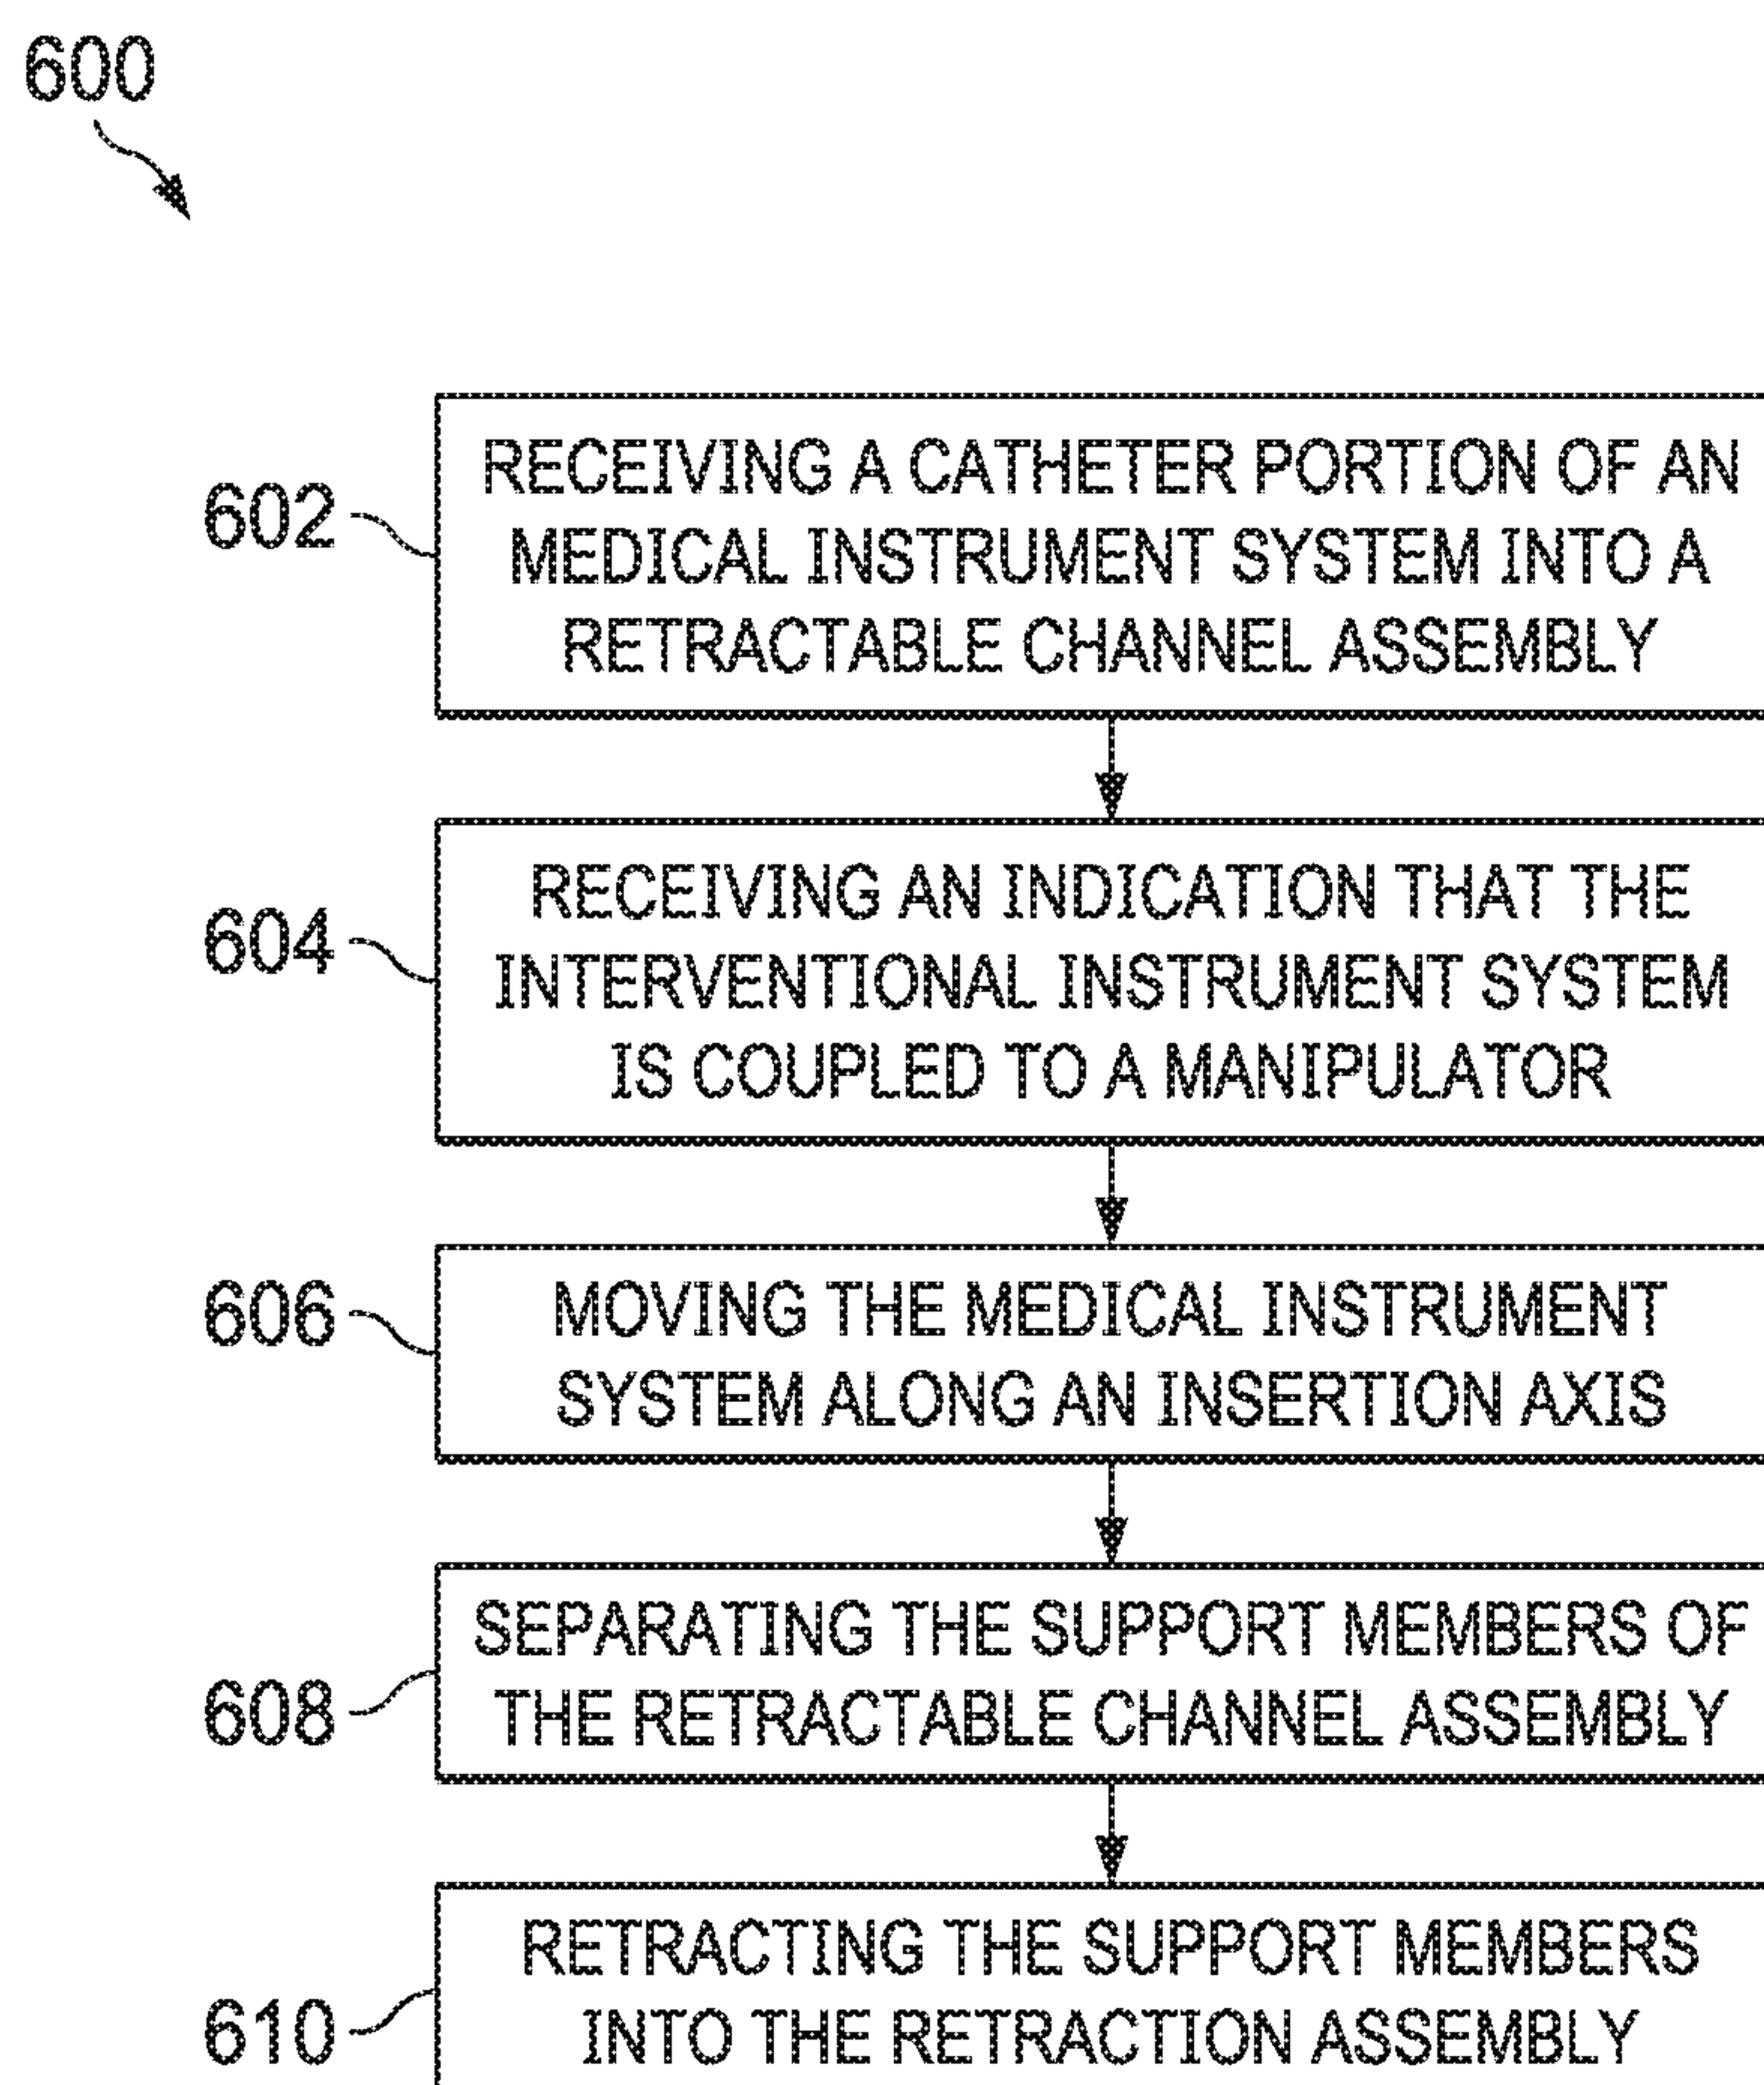 600
602
RECEIVING A CATHETER PORTION OF AN
MEDICAL INSTRUMENT SYSTEM INTO A
RETRACTABLE CHANNEL ASSEMBLY
604
RECEIVING AN INDICATION THAT THE
INTERVENTIONAL INSTRUMENT SYSTEM
IS COUPLED TO A MANIPULATOR
606
MOVING THE MEDICAL INSTRUMENT
SYSTEM ALONG AN INSERTION AXIS
608
SEPARATING THE SUPPORT MEMBERS OF
THE RETRACTABLE CHANNEL ASSEMBLY
610
RETRACTING THE SUPPORT MEMBERS
INTO THE RETRACTION ASSEMBLY